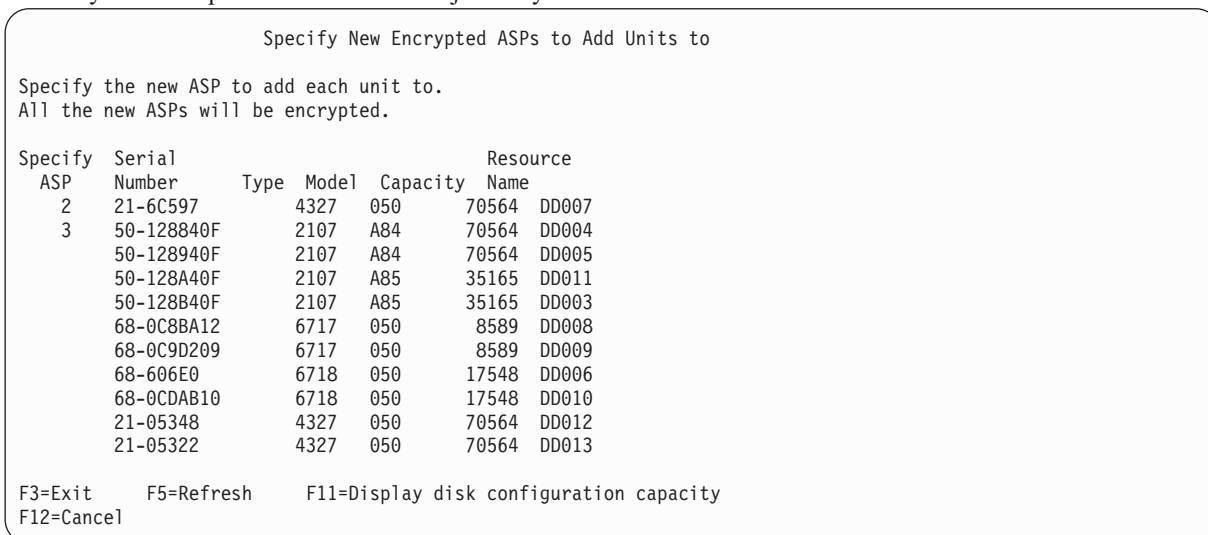 Specify New Encrypted ASPs to Add Units to
Specify the new ASP to add each unit to.
All the new ASPs will be encrypted.
Specify Serial Resource
ASP Number Type Model Capacity Name
2 21-6C597 4327 050 70564 DD007
3 50-128840F 2107 A84 70564 DD004
50-128940F 2107 A84 70564 DD005
50-128A40F 2107 A85 35165 DD011
50-128B40F 2107 A85 35165 DD003
68-0C8BA12 6717 050 8589 DD008
68-0C9D209 6717 050 8589 DD009
68-606E0 6718 050 17548 DD006
68-0CDAB10 6718 050 17548 DD010
21-05348 4327 050 70564 DD012
21-05322 4327 050 70564 DD013
F3=Exit F5=Refresh F11=Display disk configuration capacity
F12=Cancel